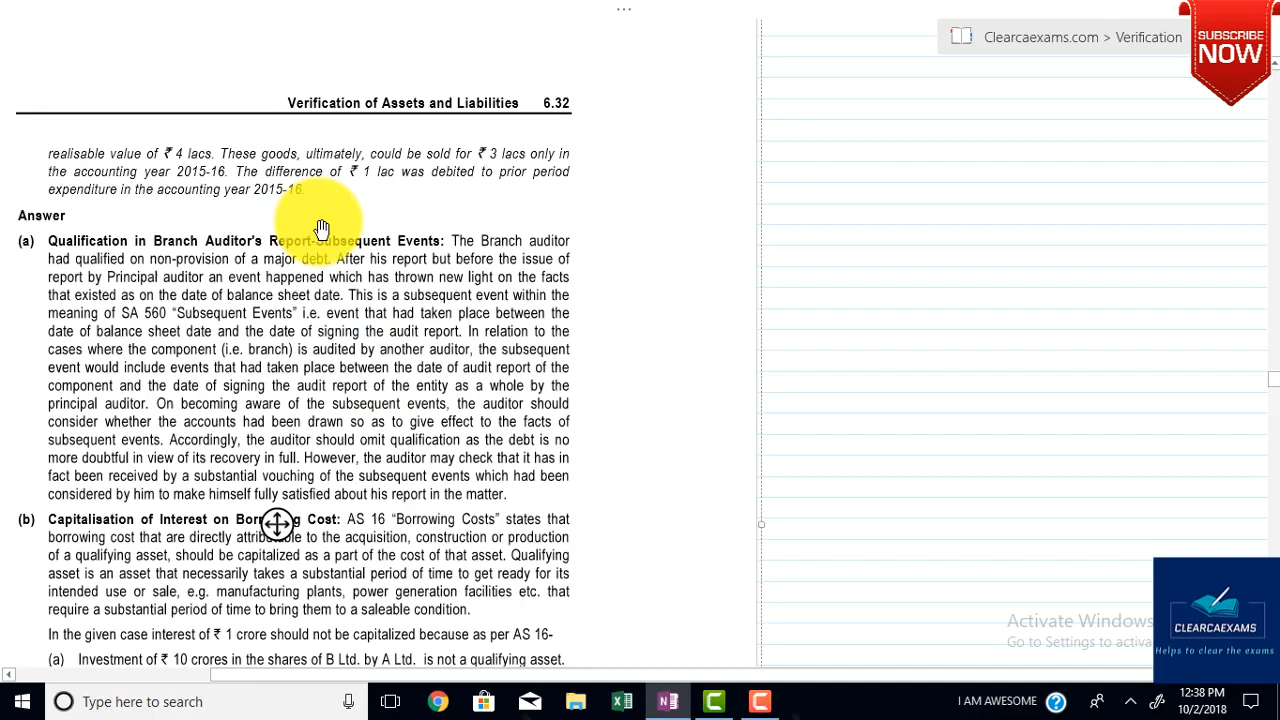 ...
Clearcaexams.com > Verification
SUBSCRIBE
NOW
Verification of Assets and Liabilities 6.32
realisable value of ₹ 4 lacs. These goods, ultimately, could be sold for ₹ 3 lacs only in
the accounting year 2015-16. The difference of ₹ 1 lac was debited to prior period
expenditure in the accounting year 2015-16.
Answer
(a) Qualification in Branch Auditor's Report-Subsequent Events: The Branch auditor
had qualified on non-provision of a major debt. After his report but before the issue of
report by Principal auditor an event happened which has thrown new light on the facts
that existed as on the date of balance sheet date. This is a subsequent event within the
meaning of SA 560 “Subsequent Events” i.e. event that had taken place between the
date of balance sheet date and the date of signing the audit report. In relation to the
cases where the component (i.e. branch) is audited by another auditor, the subsequent
event would include events that had taken place between the date of audit report of the
component and the date of signing the audit report of the entity as a whole by the
principal auditor. On becoming aware of the subsequent events, the auditor should
consider whether the accounts had been drawn so as to give effect to the facts of
subsequent events. Accordingly, the auditor should omit qualification as the debt is no
more doubtful in view of its recovery in full. However, the auditor may check that it has in
fact been received by a substantial vouching of the subsequent events which had been
considered by him to make himself fully satisfied about his report in the matter.
(b) Capitalisation of Interest on Borrowing Cost: AS 16 “Borrowing Costs” states that
borrowing cost that are directly attributable to the acquisition, construction or production
of a qualifying asset, should be capitalized as a part of the cost of that asset. Qualifying
asset is an asset that necessarily takes a substantial period of time to get ready for its
intended use or sale, e.g. manufacturing plants, power generation facilities etc. that
require a substantial period of time to bring them to a saleable condition.
In the given case interest of ₹ 1 crore should not be capitalized because as per AS 16-
(a) Investment of ₹ 10 crores in the shares of B Ltd. by A Ltd. is not a qualifying asset.
Activate Windows
Go to Settings to activa
CLEARCAEXAMS
Helps to clear the exams
Type here to search
I AM AWESOME
12:38 PM
10/2/2018